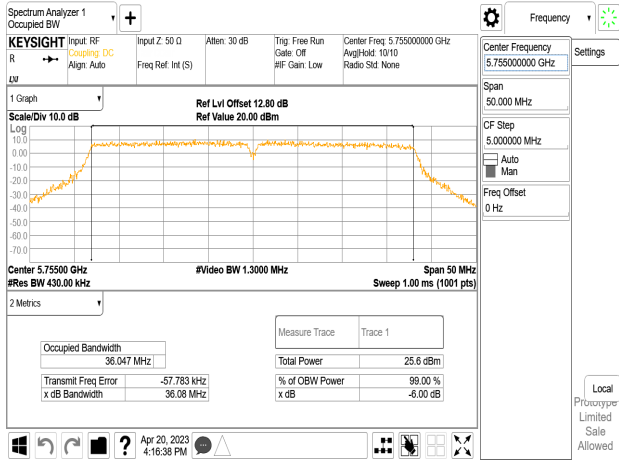 Spectrum Analyzer 1
Occupied BW
Frequency
KEYSIGHT
R
Input: RF
Coupling: DC
Align: Auto
Input Z: 50 Ω
Freq Ref: Int (S)
Atten: 30 dB
Trig: Free Run
Gate: Off
#IF Gain: Low
Center Freq: 5.755000000 GHz
Avg|Hold: 10/10
Radio Std: None
Center Frequency
5.755000000 GHz
Settings
Span
50.000 MHz
CF Step
5.000000 MHz
Auto
Man
Freq Offset
0 Hz
Local
Prototype
Limited
Sale
Allowed
1 Graph
Scale/Div 10.0 dB
Ref Lvl Offset 12.80 dB
Ref Value 20.00 dBm
Log
10.0
0.00
-10.0
-20.0
-30.0
-40.0
-50.0
-60.0
-70.0
Center 5.75500 GHz
#Res BW 430.00 kHz
#Video BW 1.3000 MHz
Span 50 MHz
Sweep 1.00 ms (1001 pts)
2 Metrics
Measure Trace
Trace 1
Occupied Bandwidth
36.047 MHz
Total Power
25.6 dBm
Transmit Freq Error
-57.783 kHz
% of OBW Power
99.00 %
x dB Bandwidth
36.08 MHz
x dB
-6.00 dB
?
Apr 20, 2023
4:16:38 PM